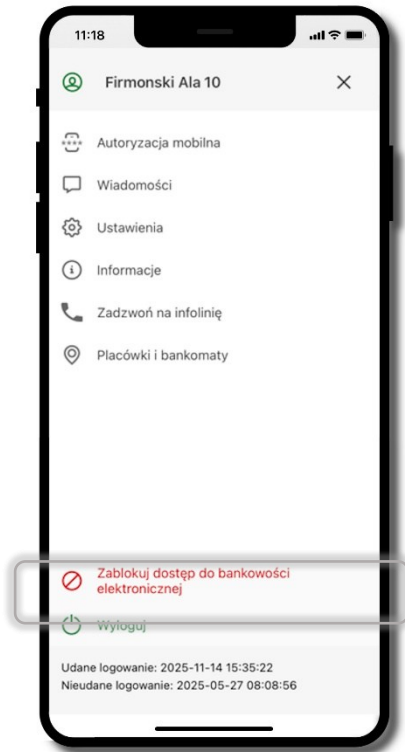 11:18
Firmonski Ala 10
Autoryzacja mobilna
Wiadomości
Ustawienia
Informacje
Zadzwoń na infolinię
Placówki i bankomaty
Zablokuj dostęp do bankowości
elektronicznej
Wyloguj
Udane logowanie: 2025-11-14 15:35:22
Nieudane logowanie: 2025-05-27 08:08:56